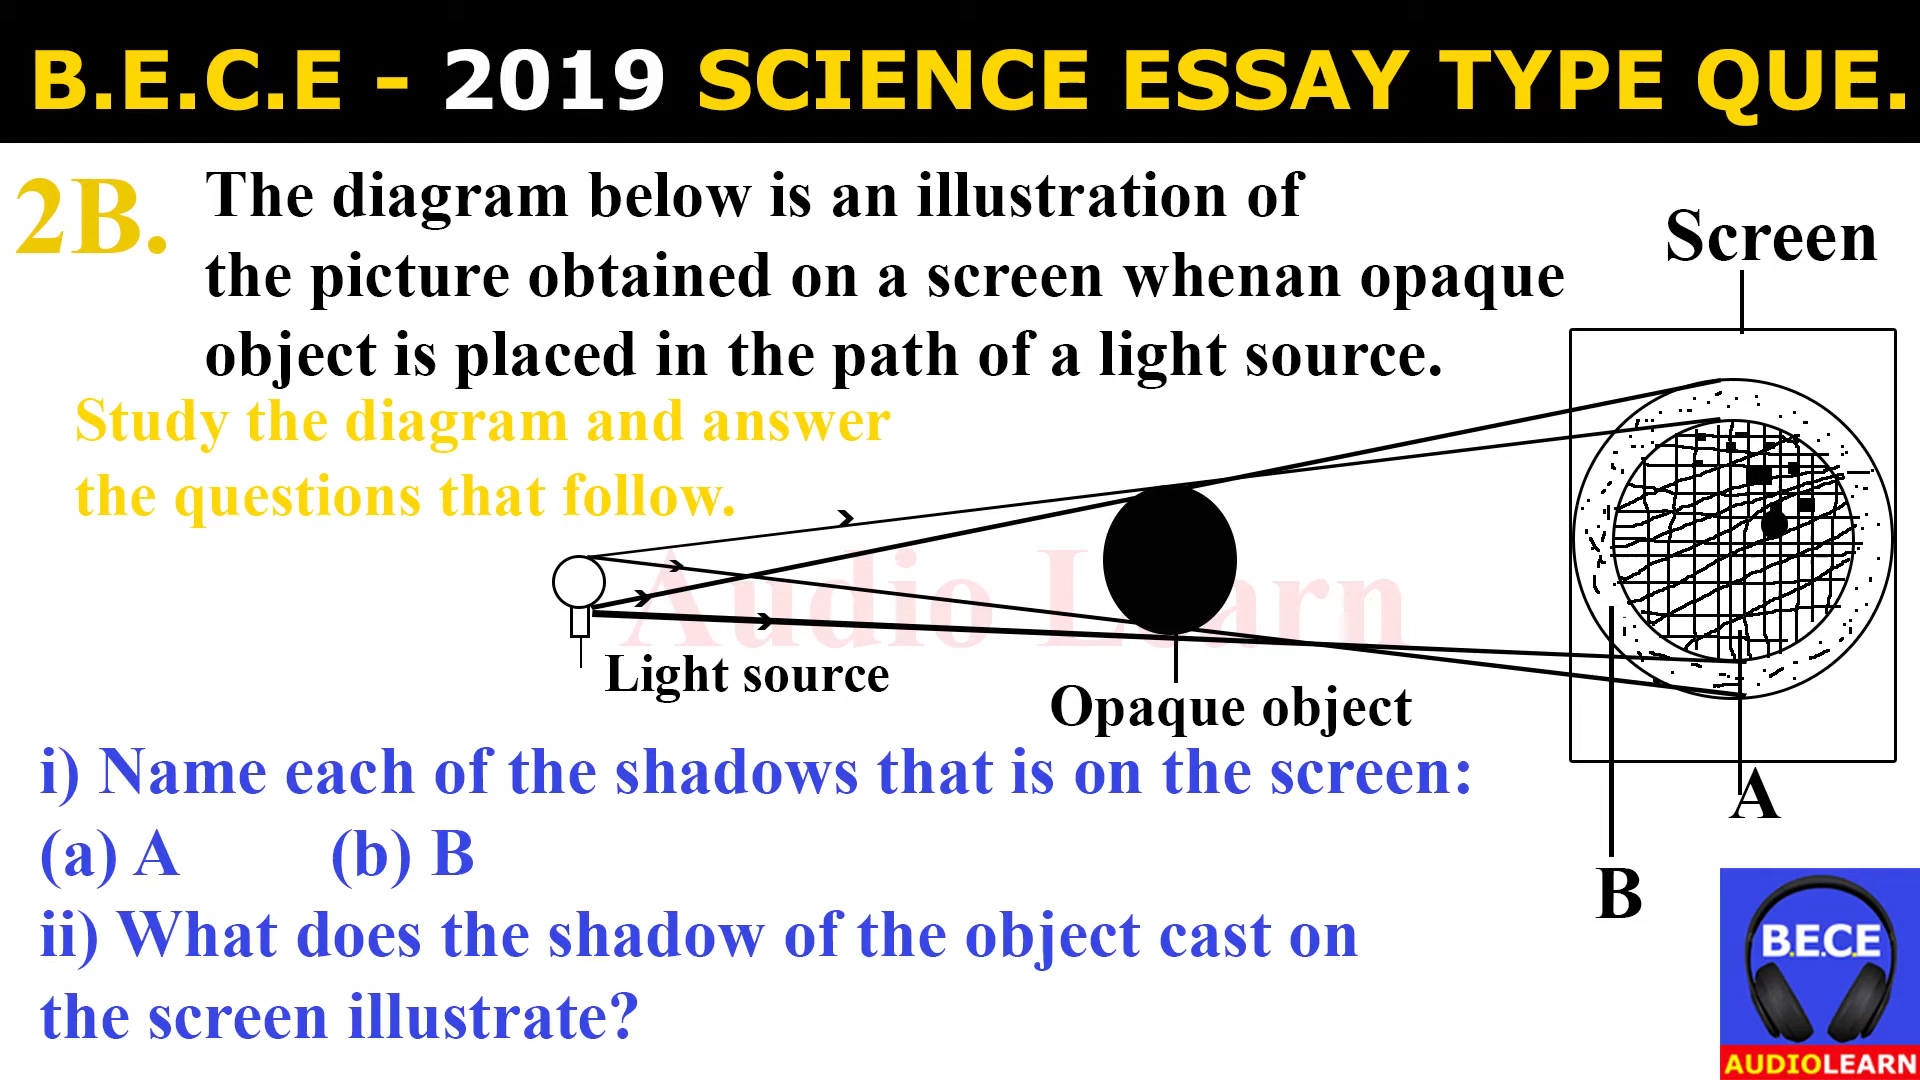 B.E.C.E - 2019 SCIENCE ESSAY TYPE QUE.
2B.
The diagram below is an illustration of
the picture obtained on a screen whenan opaque
object is placed in the path of a light source.
Study the diagram and answer
the questions that follow.
Screen
Audio Learn
Light source
Opaque object
A
B
i) Name each of the shadows that is on the screen:
(a) A (b) B
ii) What does the shadow of the object cast on
the screen illustrate?
B.E.C.E
AUDIOLEARN